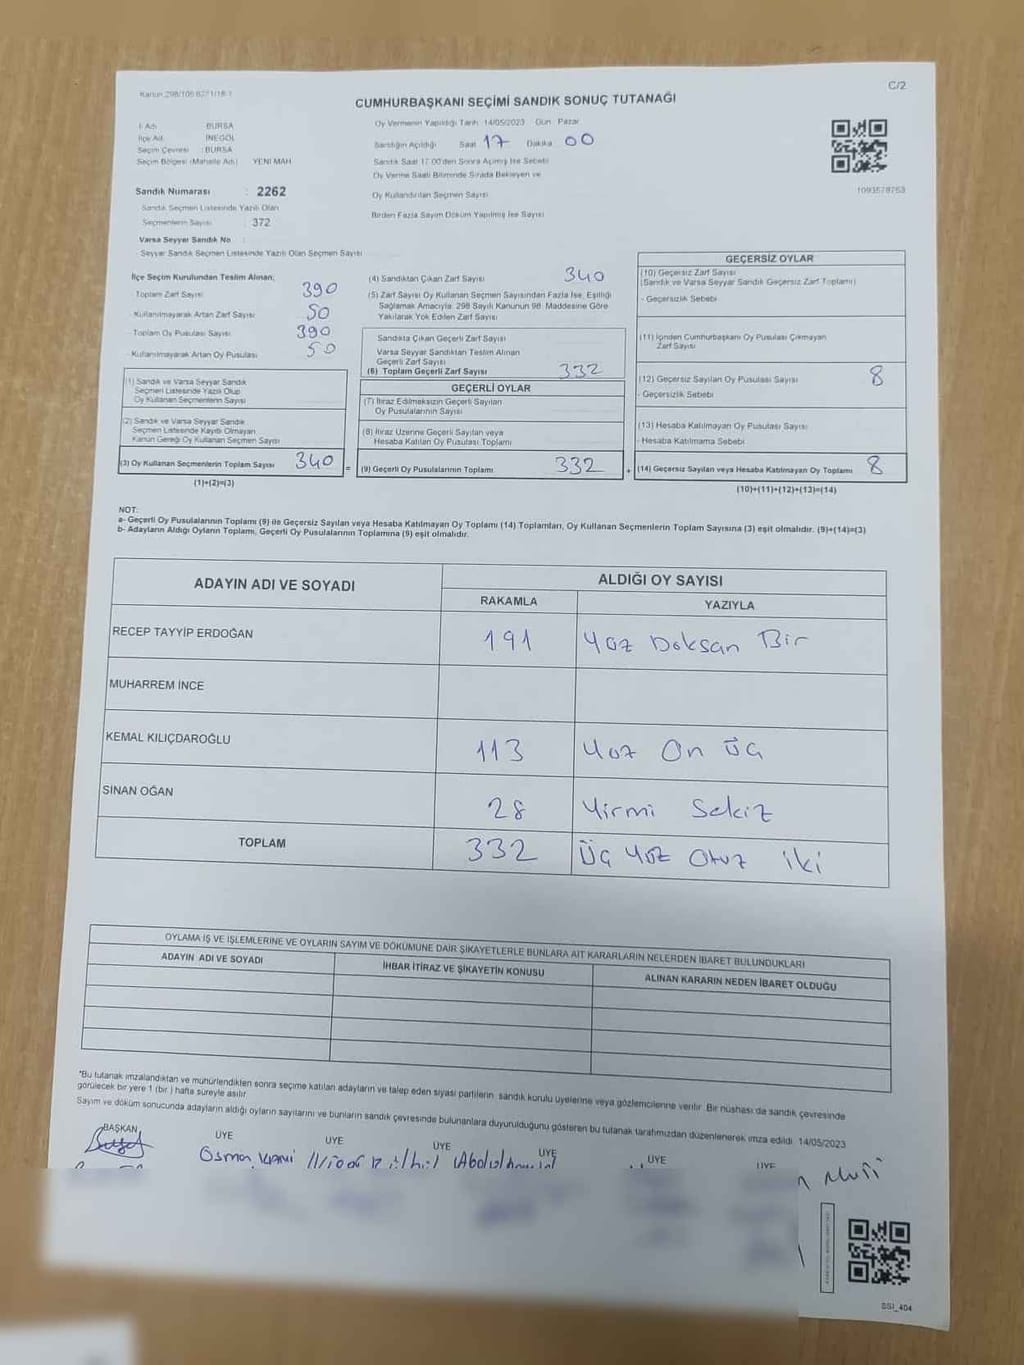 Kanun 298/105 6271/18-1
C/2
CUMHURBAŞKANI SEÇİMİ SANDIK SONUÇ TUTANAĞI
İl Adı : BURSA
İlçe Adı : İNEGÖL
Seçim Çevresi : BURSA
Seçim Bölgesi (Mahalle Adı) : YENİ MAH
Sandık Numarası : 2262
Sandık Seçmen Listesinde Yazılı Olan
Seçmenlerin Sayısı : 372
Varsa Seyyar Sandık No :
Seyyar Sandık Seçmen Listesinde Yazılı Olan Seçmen Sayısı
Oy Vermenin Yapıldığı Tarih 14/05/2023 Gün Pazar
Sandığın Açıldığı Saat 17 Dakika 00
Sandık Saat 17:00'den Sonra Açılmış İse Sebebi
Oy Verme Saati Bitiminde Sırada Bekleyen ve
Oy Kullandırılan Seçmen Sayısı
Birden Fazla Sayım Döküm Yapılmış İse Sayısı
1093578753
İlçe Seçim Kurulundan Teslim Alınan;
Toplam Zarf Sayısı 390
- Kullanılmayarak Artan Zarf Sayısı 50
Toplam Oy Pusulası Sayısı 390
- Kullanılmayarak Artan Oy Pusulası 50
(1) Sandık ve Varsa Seyyar Sandık
Seçmen Listesinde Yazılı Olup
Oy Kullanan Seçmenlerin Sayısı
(2) Sandık ve Varsa Seyyar Sandık
Seçmen Listesinde Kayıtlı Olmayan
Kanun Gereği Oy Kullanan Seçmen Sayısı
(3) Oy Kullanan Seçmenlerin Toplam Sayısı 340 =
(1)+(2)=(3)
(4) Sandıktan Çıkan Zarf Sayısı 340
(5) Zarf Sayısı Oy Kullanan Seçmen Sayısından Fazla İse, Eşitliği
Sağlamak Amacıyla; 298 Sayılı Kanunun 98. Maddesine Göre
Yakılarak Yok Edilen Zarf Sayısı
Sandıkta Çıkan Geçerli Zarf Sayısı
Varsa Seyyar Sandıktan Teslim Alınan
Geçerli Zarf Sayısı
(6) Toplam Geçerli Zarf Sayısı 332
GEÇERLİ OYLAR
(7) İtiraz Edilmeksizin Geçerli Sayılan
Oy Pusulalarının Sayısı
(8) İtiraz Üzerine Geçerli Sayılan veya
Hesaba Katılan Oy Pusulası Toplamı
(9) Geçerli Oy Pusulalarının Toplamı 332 +
GEÇERSİZ OYLAR
(10) Geçersiz Zarf Sayısı
(Sandık ve Varsa Seyyar Sandık Geçersiz Zarf Toplamı)
- Geçersizlik Sebebi
(11) İçinden Cumhurbaşkanı Oy Pusulası Çıkmayan
Zarf Sayısı
(12) Geçersiz Sayılan Oy Pusulası Sayısı 8
- Geçersizlik Sebebi
(13) Hesaba Katılmayan Oy Pusulası Sayısı
- Hesaba Katılmama Sebebi
(14) Geçersiz Sayılan veya Hesaba Katılmayan Oy Toplamı 8
(10)+(11)+(12)+(13)=(14)
NOT:
a- Geçerli Oy Pusulalarının Toplamı (9) ile Geçersiz Sayılan veya Hesaba Katılmayan Oy Toplamı (14) Toplamları, Oy Kullanan Seçmenlerin Toplam Sayısına (3) eşit olmalıdır. (9)+(14)=(3)
b- Adayların Aldığı Oyların Toplamı, Geçerli Oy Pusulalarının Toplamına (9) eşit olmalıdır.
ADAYIN ADI VE SOYADI
ALDIĞI OY SAYISI
RAKAMLA YAZIYLA
RECEP TAYYİP ERDOĞAN 191 Yüz Doksan Bir
MUHARREM İNCE
KEMAL KILIÇDAROĞLU 113 Yüz On Üç
SİNAN OĞAN 28 Yirmi Sekiz
TOPLAM 332 Üç Yüz Otuz iki
OYLAMA İŞ VE İŞLEMLERİNE VE OYLARIN SAYIM VE DÖKÜMÜNE DAİR ŞİKAYETLERLE BUNLARA AİT KARARLARIN NELERDEN İBARET BULUNDUKLARI
ADAYIN ADI VE SOYADI İHBAR İTİRAZ VE ŞİKAYETİN KONUSU ALINAN KARARIN NEDEN İBARET OLDUĞU
*Bu tutanak imzalandıktan ve mühürlendikten sonra seçime katılan adayların ve talep eden siyasi partilerin, sandık kurulu üyelerine veya gözlemcilerine verilir. Bir nüshası da sandık çevresinde
görülecek bir yere 1 (bir) hafta süreyle asılır.
Sayım ve döküm sonucunda adayların aldığı oyların sayılarını ve bunların sandık çevresinde bulunanlara duyurulduğunu gösteren bu tutanak tarafımızdan düzenlenerek imza edildi. 14/05/2023
BAŞKAN ÜYE ÜYE ÜYE ÜYE ÜYE ÜYE
Osman
SSI_404